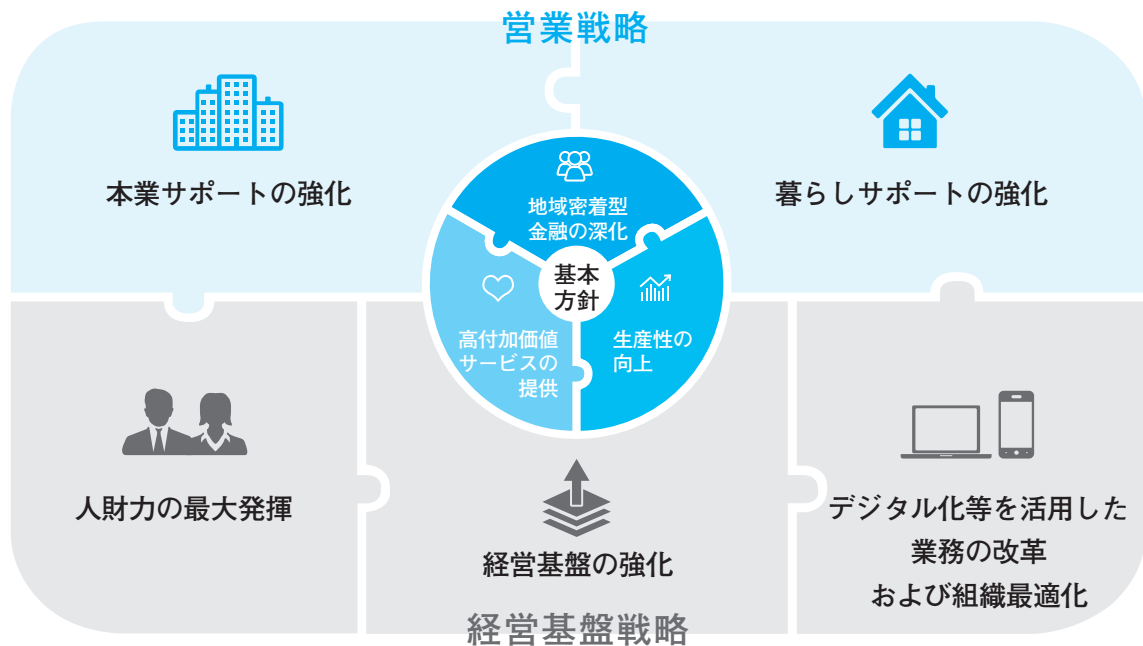 営業戦略
本業サポートの強化
暮らしサポートの強化
地域密着型
金融の深化
基本
方針
高付加価値
サービスの
提供
生産性の
向上
人財力の最大発揮
経営基盤の強化
デジタル化等を活用した
業務の改革
および組織最適化
経営基盤戦略